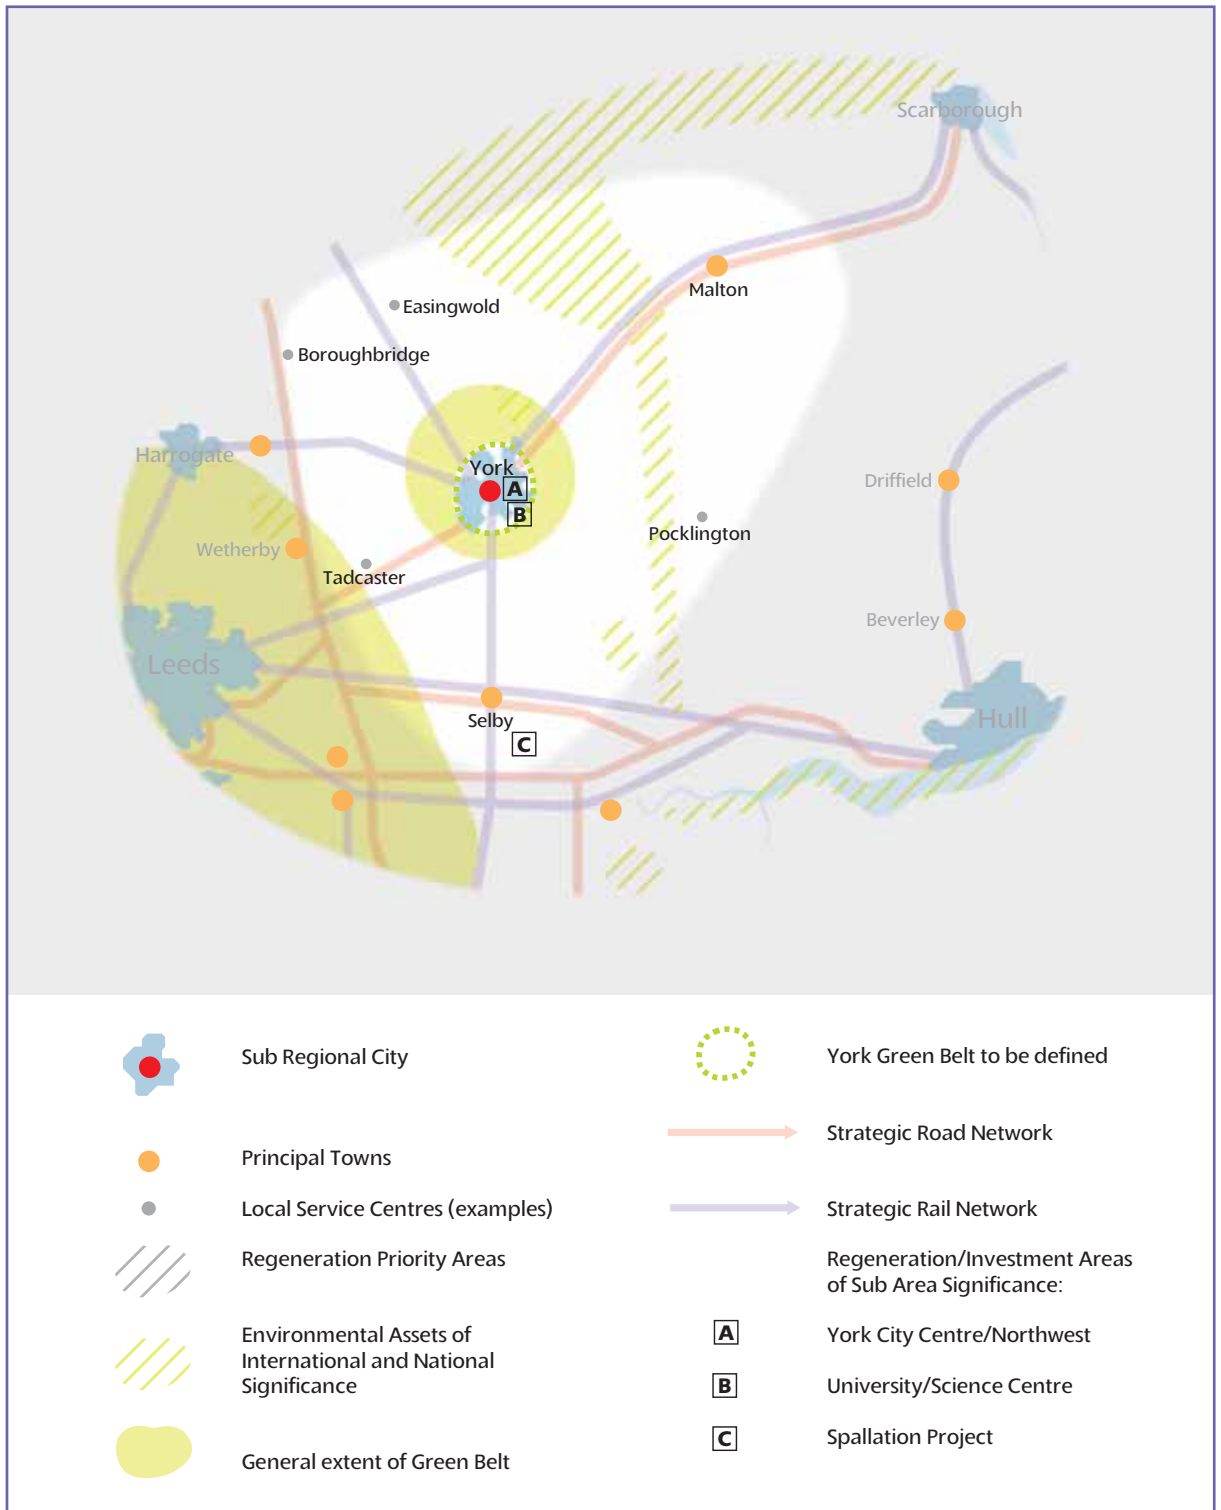 Scarborough
Malton
Easingwold
Boroughbridge
Harrogate
York
A
B
Driffield
Pocklington
Wetherby
Tadcaster
Beverley
Leeds
Selby
C
Hull
Sub Regional City
Principal Towns
Local Service Centres (examples)
Regeneration Priority Areas
Environmental Assets of
International and National
Significance
General extent of Green Belt
York Green Belt to be defined
Strategic Road Network
Strategic Rail Network
Regeneration/Investment Areas
of Sub Area Significance:
A York City Centre/Northwest
B University/Science Centre
C Spallation Project